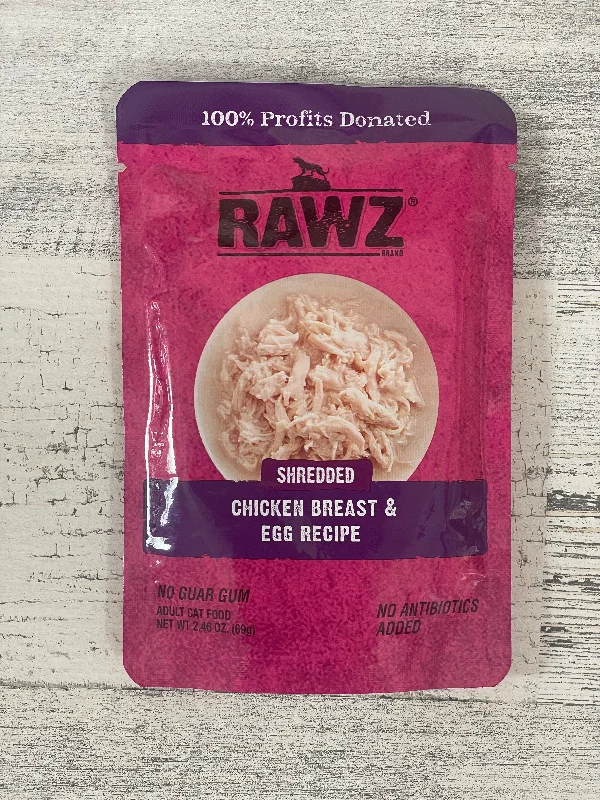 100% Profits Donated
RAWZ®
BRAND
SHREDDED
CHICKEN BREAST &
EGG RECIPE
NO GUAR GUM
ADULT CAT FOOD
NET WT 2.46 OZ. (69g)
NO ANTIBIOTICS
ADDED